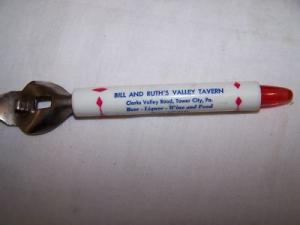 BILL AND RUTH'S VALLEY TAVERN
Clarks Valley Road, Tower City, Pa.
Beer - Liquor - Wine and Food